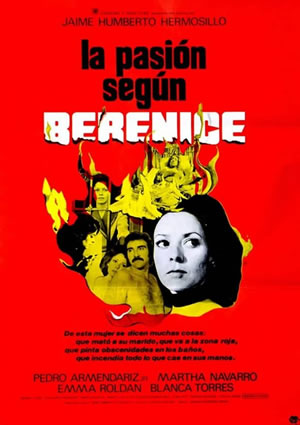 JAIME HUMBERTO HERMOSILLO
la pasión
según
BERENICE
De esta mujer se dicen muchas cosas:
que mató a su marido, que va a la zona roja,
que pinta obscenidades en los baños,
que incendia todo lo que cae en sus manos.
PEDRO ARMENDARIZ JR. MARTHA NAVARRO
EMMA ROLDAN BLANCA TORRES